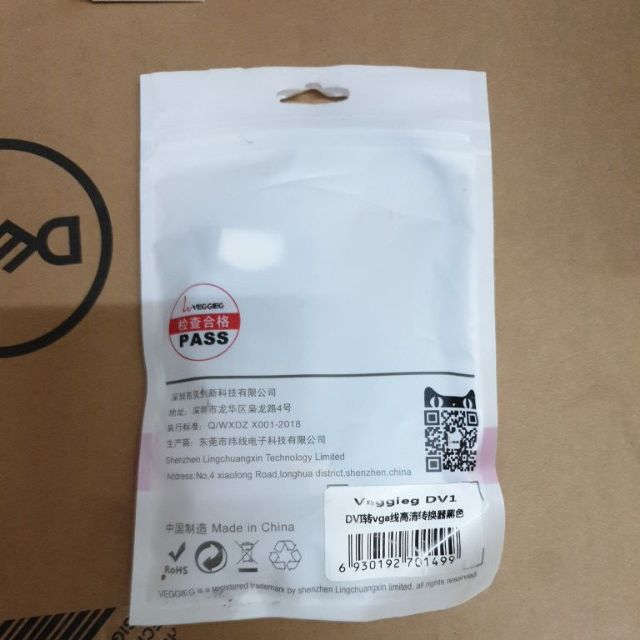 VEGGIEG
检查合格
PASS
深圳市灵创新科技有限公司
地址：深圳市龙华区枭龙路4号
执行标准：Q/WXDZ X001-2018
生产商：东莞市纬线电子科技有限公司
Shenzhen Lingchuangxin Technology Limited
Address:No,4 xiaolong Road,longhua district,shenzhen,china
Veggieg DV1
DVI转vga线高清转换器黑色
6 930192 701499
中国制造 Made in China
RoHS
VEGGIEG is a registered trademark by shenzhen Lingchuangxin limited. all rights reserved.